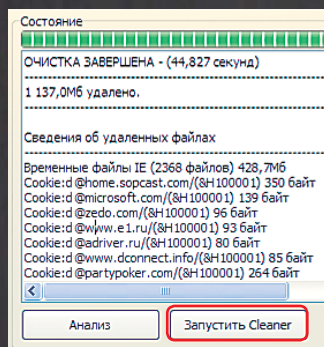 Состояние
ОЧИСТКА ЗАВЕРШЕНА - (44,827 секунд)
1 137,0Мб удалено.
Сведения об удаленных файлах
Временные файлы IE (2368 файлов) 428,7Мб
Cookie:d @home.sopcast.com/(&H100001) 350 байт
Cookie:d @microsoft.com/(&H100001) 139 байт
Cookie:d @zedo.com/(&H100001) 96 байт
Cookie:d @www.e1.ru/(&H100001) 93 байт
Cookie:d @adriver.ru/(&H100001) 80 байт
Cookie:d @www.dconnect.info/(&H100001) 85 байт
Cookie:d @partypoker.com/(&H100001) 264 байт
Анализ
Запустить Cleaner